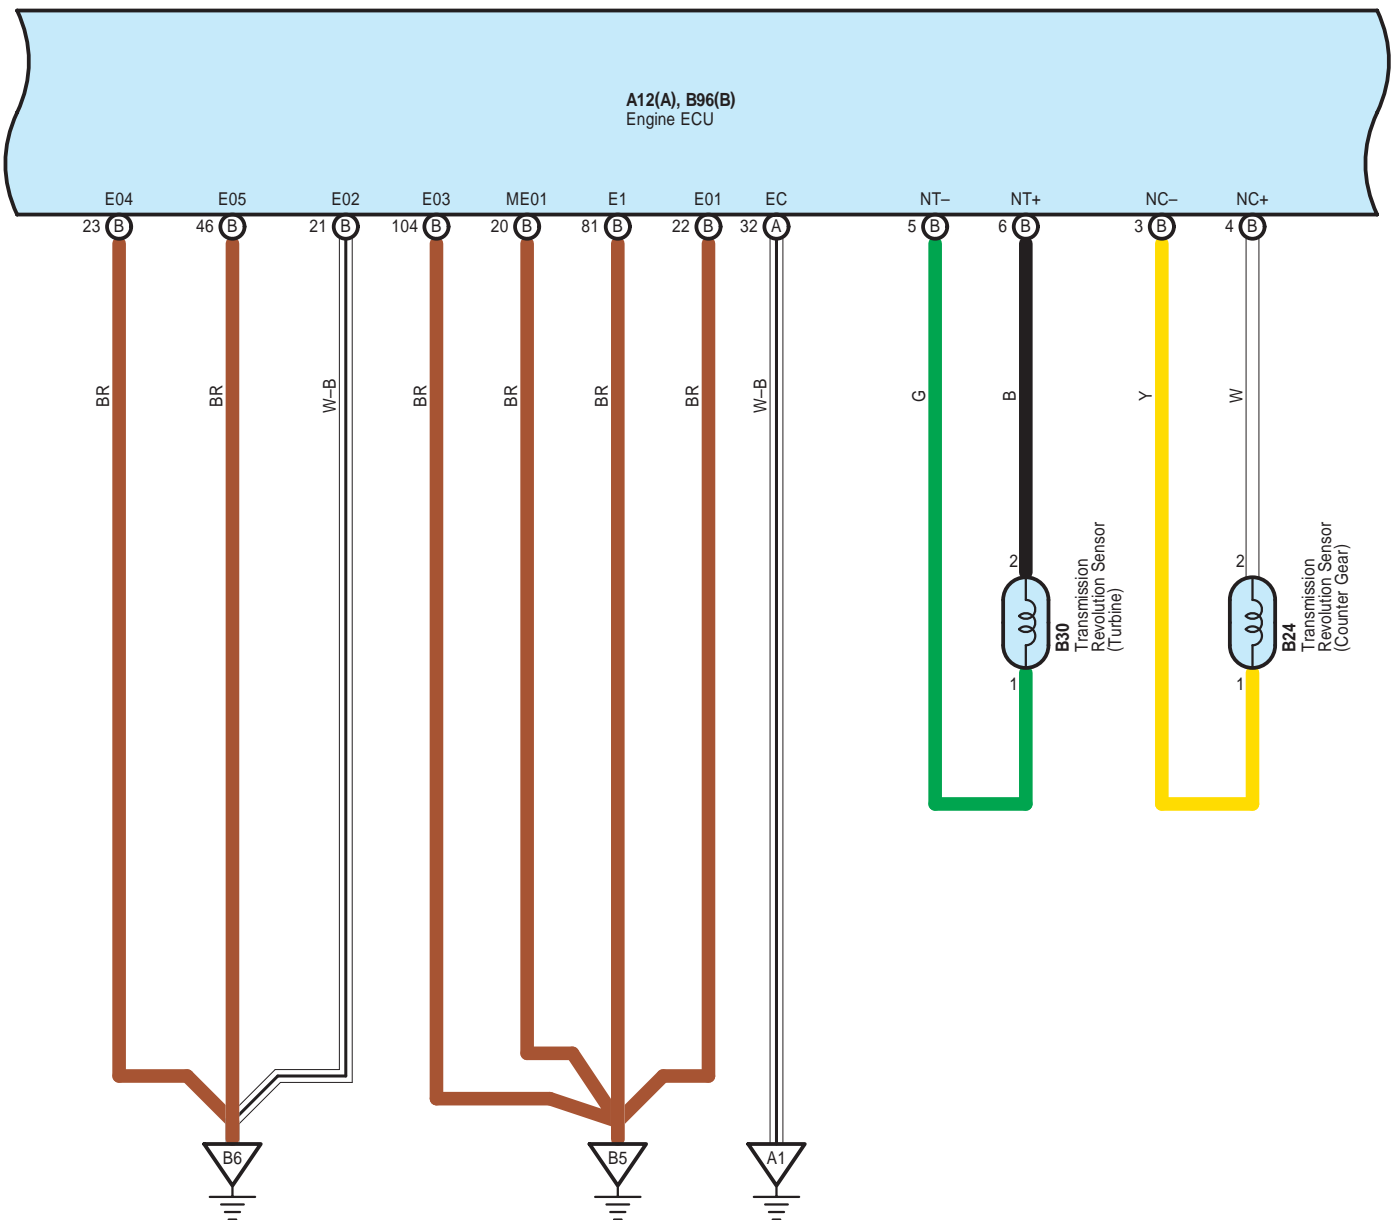 A12(A), B96(B)
Engine ECU
E04 E05 E02 E03 ME01 E1 E01 EC NT– NT+ NC– NC+
23 B 46 B 21 B 104 B 20 B 81 B 22 B 32 A 5 B 6 B 3 B 4 B
BR BR W–B BR BR BR BR W–B G B Y W
2 2
B30
Transmission
Revolution Sensor
(Turbine)
B24
Transmission
Revolution Sensor
(Counter Gear)
1 1
B6 B5 A1